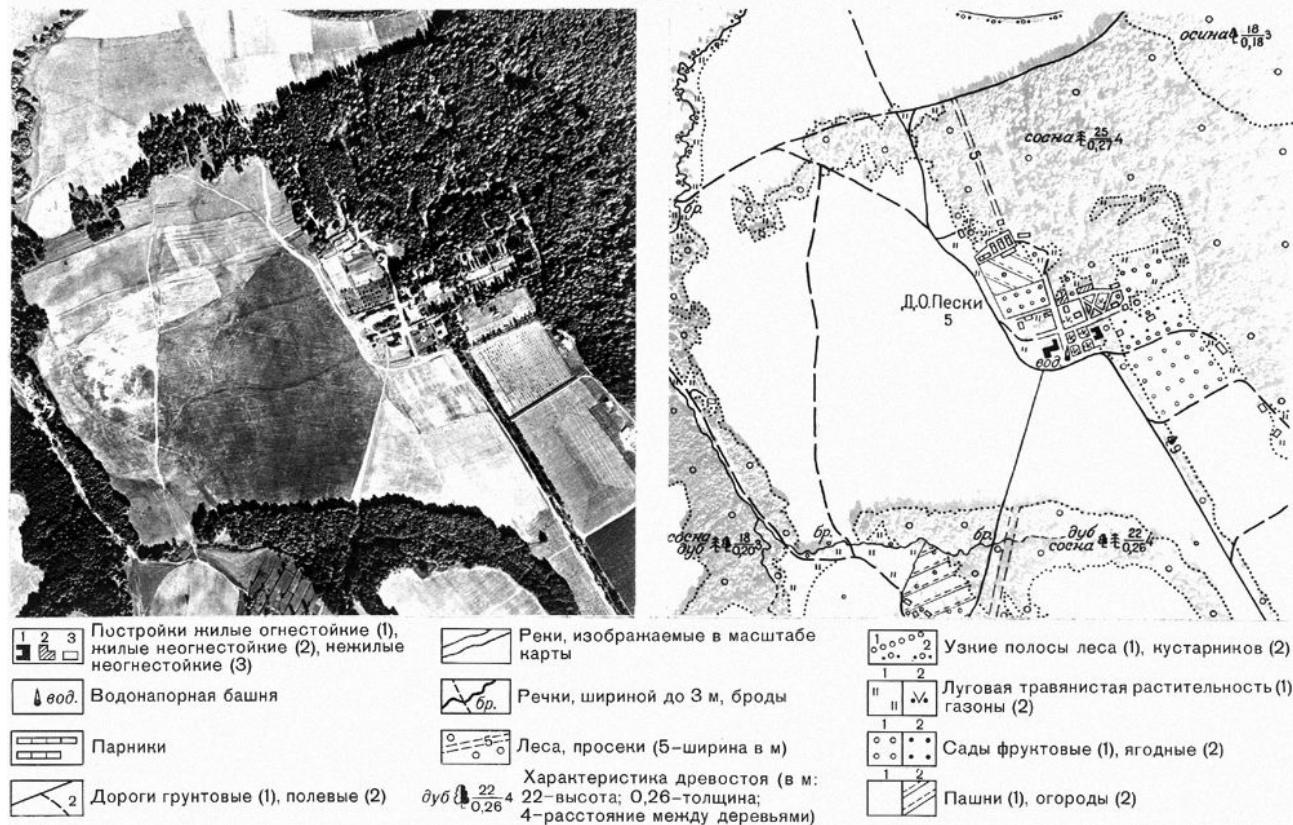 осина 18 3
0,18
сосна 25 4
0,27
5
бр.
Д.О.Пески
5
вод.
6
сосна 18 3
дуб 0,20
бр.
бр.
дуб 22 4
сосна 0,26
1 2 3
Постройки жилые огнестойкие (1),
жилые неогнестойкие (2), нежилые
неогнестойкие (3)
вод.
Водонапорная башня
Парники
2
Дороги грунтовые (1), полевые (2)
Реки, изображаемые в масштабе
карты
бр.
Речки, шириной до 3 м, броды
5
Леса, просеки (5–ширина в м)
дуб 22 4
0,26
Характеристика древостоя (в м:
22–высота; 0,26–толщина;
4–расстояние между деревьями)
1 2
Узкие полосы леса (1), кустарников (2)
1 2
Луговая травянистая растительность (1)
газоны (2)
1 2
Сады фруктовые (1), ягодные (2)
1 2
Пашни (1), огороды (2)